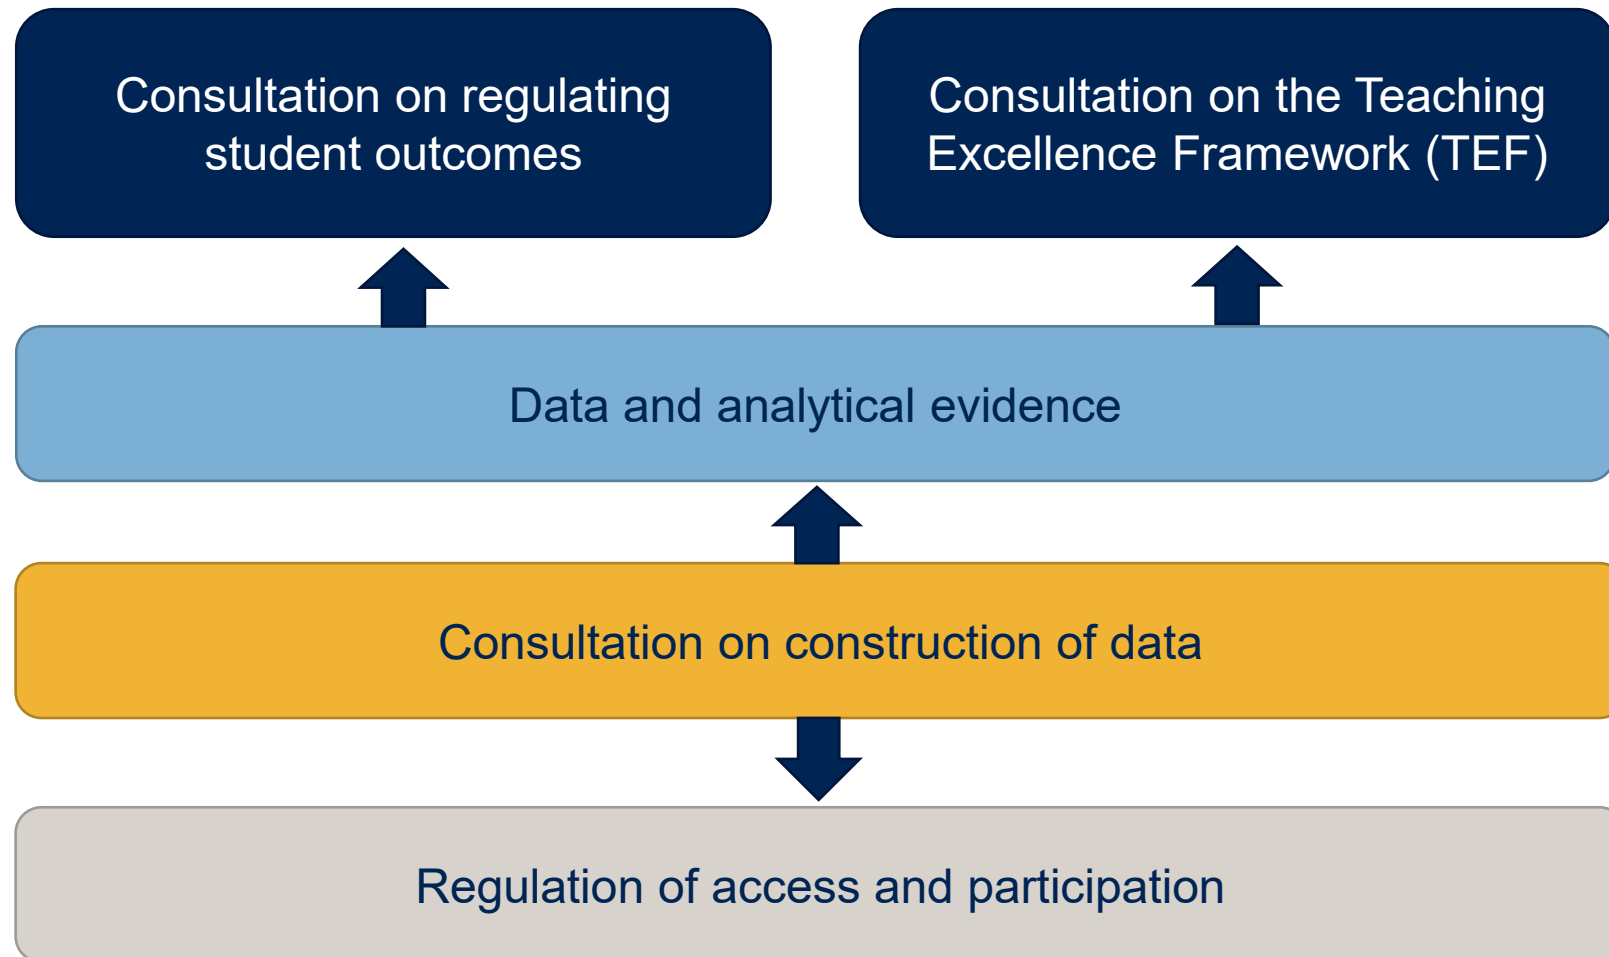 Consultation on regulating
student outcomes
Consultation on the Teaching
Excellence Framework (TEF)
Data and analytical evidence
Consultation on construction of data
Regulation of access and participation